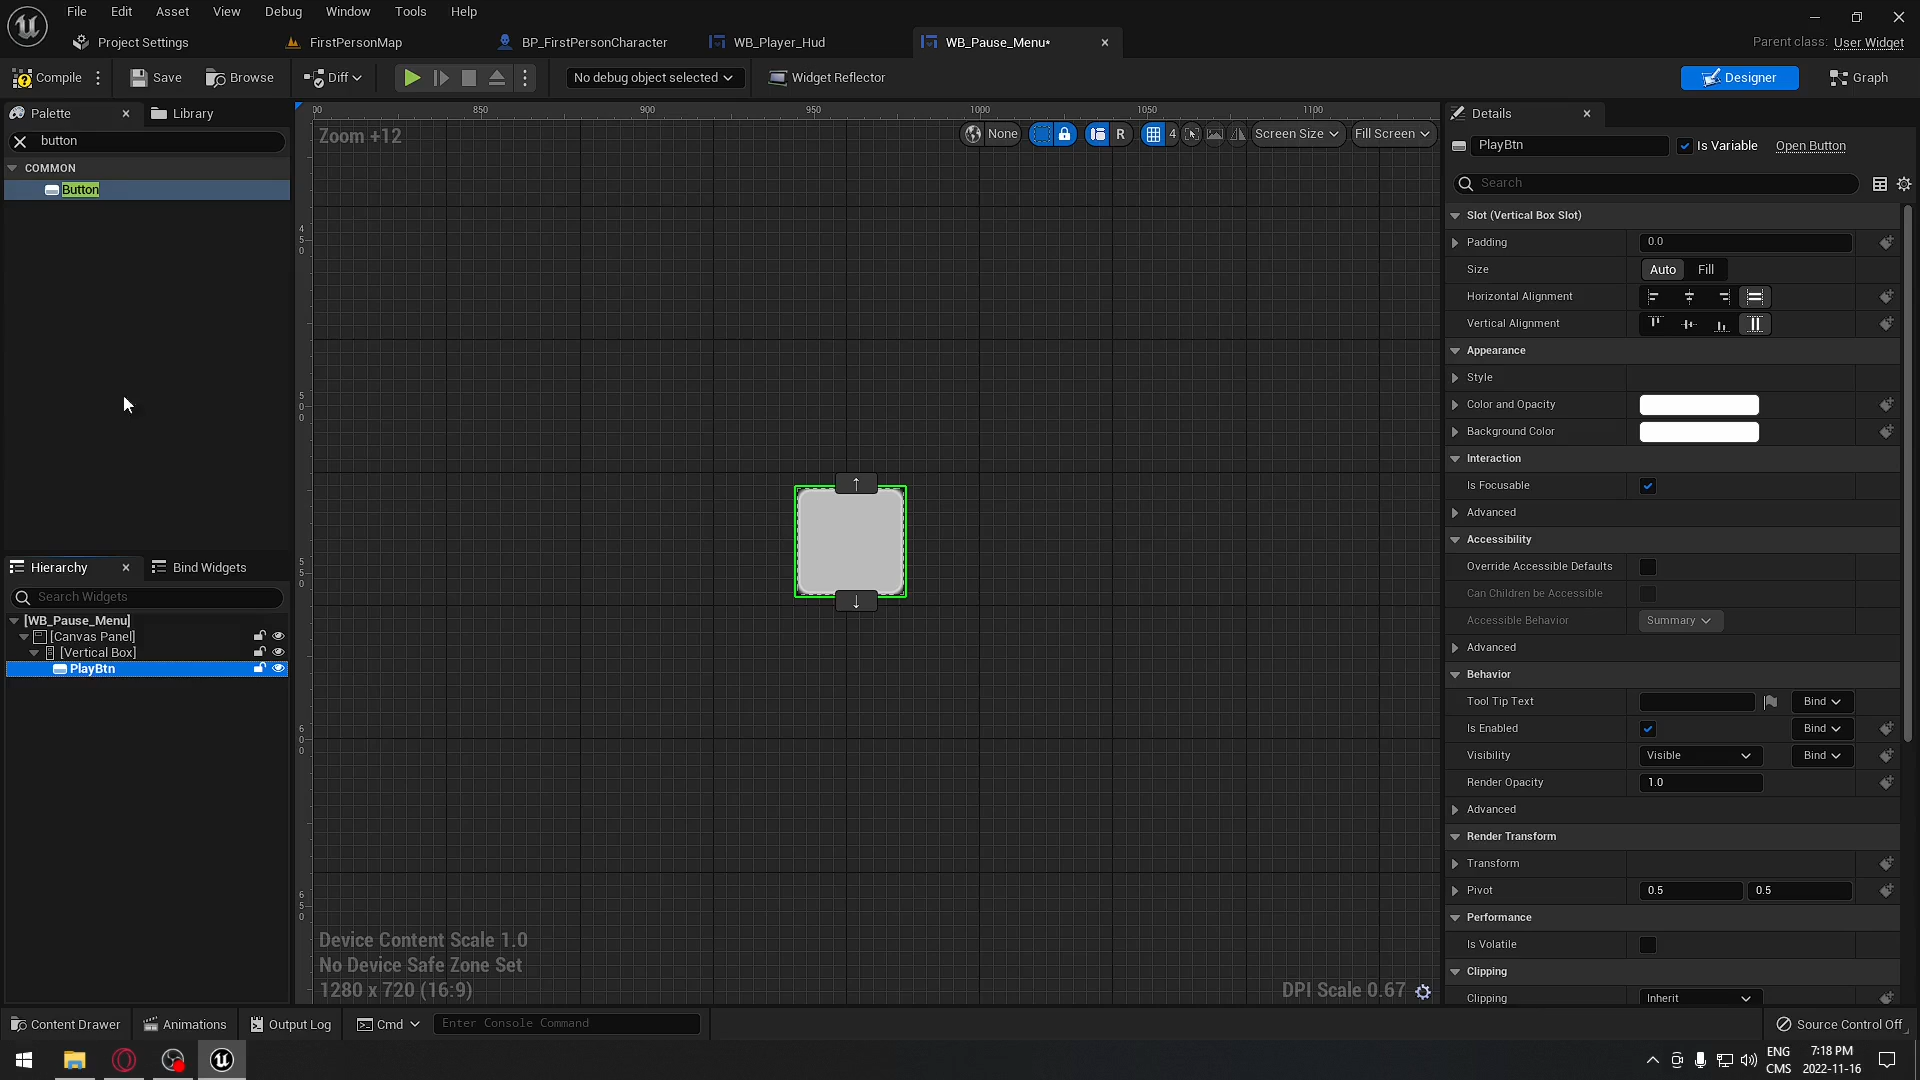 File Edit Asset View Debug Window Tools Help
Project Settings FirstPersonMap BP_FirstPersonCharacter WB_Player_Hud WB_Pause_Menu* Parent class: User Widget
Compile Save Browse Diff No debug object selected Widget Reflector Designer Graph
Palette Library
button
COMMON
Button
00 850 900 950 1000 1050 1100
Zoom +12
None R 4 Screen Size Fill Screen
450
500
550
600
650
Device Content Scale 1.0
No Device Safe Zone Set
1280 x 720 (16:9)
DPI Scale 0.67
Hierarchy Bind Widgets
Search Widgets
[WB_Pause_Menu]
[Canvas Panel]
[Vertical Box]
PlayBtn
Details
PlayBtn Is Variable Open Button
Search
Slot (Vertical Box Slot)
Padding 0.0
Size Auto Fill
Horizontal Alignment
Vertical Alignment
Appearance
Style
Color and Opacity
Background Color
Interaction
Is Focusable
Advanced
Accessibility
Override Accessible Defaults
Can Children be Accessible
Accessible Behavior Summary
Advanced
Behavior
Tool Tip Text Bind
Is Enabled Bind
Visibility Visible Bind
Render Opacity 1.0
Advanced
Render Transform
Transform
Pivot 0.5 0.5
Performance
Is Volatile
Clipping
Clipping Inherit
Content Drawer Animations Output Log Cmd Enter Console Command Source Control Off
ENG 7:18 PM
CMS 2022-11-16